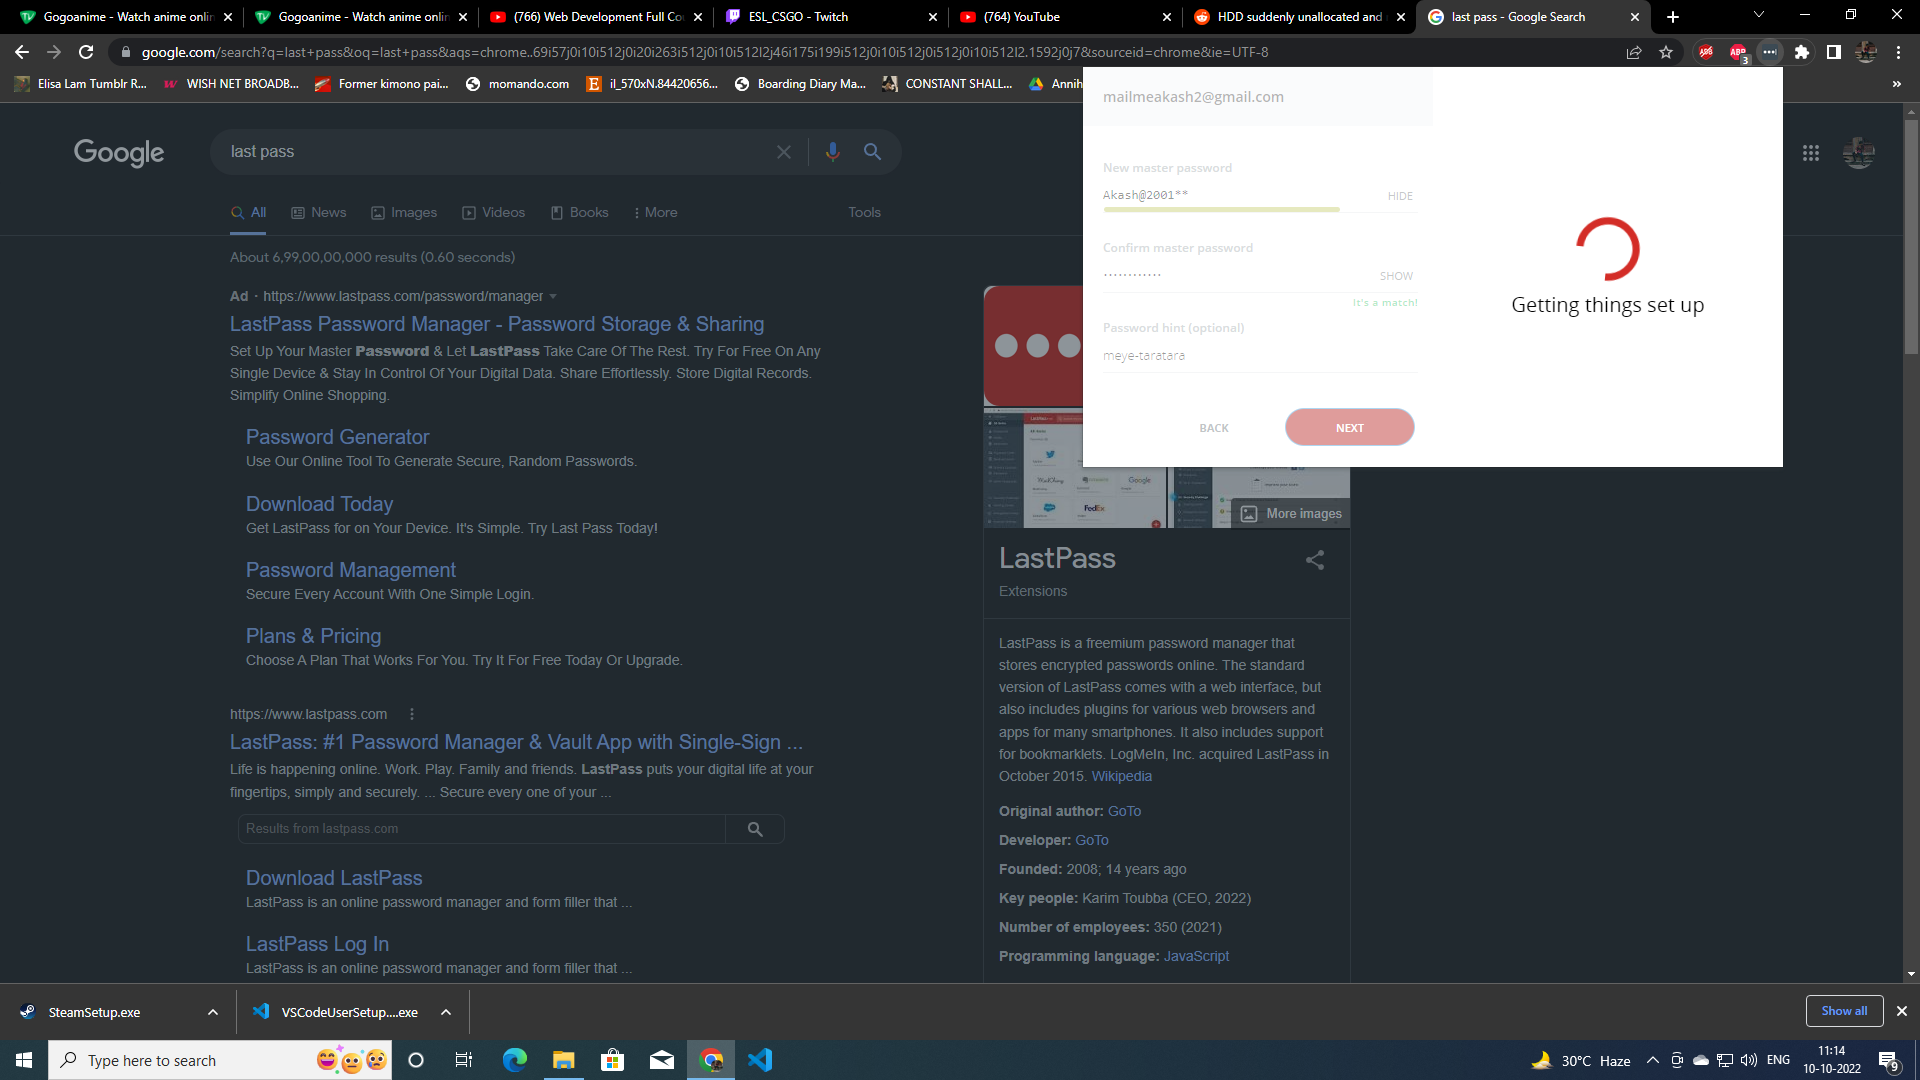 Gogoanime - Watch anime onlin
Gogoanime - Watch anime onlin
(766) Web Development Full Co
ESL_CSGO - Twitch
(764) YouTube
HDD suddenly unallocated and
last pass - Google Search
google.com/search?q=last+pass&oq=last+pass&aqs=chrome..69i57j0i10i512j0i20i263i512j0i10i512l2j46i175i199i512j0i10i512j0i512j0i10i512l2.1592j0j7&sourceid=chrome&ie=UTF-8
ABP
3
Elisa Lam Tumblr R...
WISH NET BROADB...
Former kimono pai...
momando.com
il_570xN.84420656...
Boarding Diary Ma...
CONSTANT SHALL...
Annih
»
mailmeakash2@gmail.com
New master password
Akash@2001**
HIDE
Confirm master password
············
SHOW
It's a match!
Password hint (optional)
meye-taratara
BACK
NEXT
Getting things set up
Google
last pass
All
News
Images
Videos
Books
More
Tools
About 6,99,00,00,000 results (0.60 seconds)
Ad · https://www.lastpass.com/password/manager
LastPass Password Manager - Password Storage & Sharing
Set Up Your Master Password & Let LastPass Take Care Of The Rest. Try For Free On Any
Single Device & Stay In Control Of Your Digital Data. Share Effortlessly. Store Digital Records.
Simplify Online Shopping.
Password Generator
Use Our Online Tool To Generate Secure, Random Passwords.
Download Today
Get LastPass for on Your Device. It's Simple. Try Last Pass Today!
Password Management
Secure Every Account With One Simple Login.
Plans & Pricing
Choose A Plan That Works For You. Try It For Free Today Or Upgrade.
https://www.lastpass.com
LastPass: #1 Password Manager & Vault App with Single-Sign ...
Life is happening online. Work. Play. Family and friends. LastPass puts your digital life at your
fingertips, simply and securely. ... Secure every one of your ...
Results from lastpass.com
Download LastPass
LastPass is an online password manager and form filler that ...
LastPass Log In
LastPass is an online password manager and form filler that ...
Google
FedEx
More images
LastPass
Extensions
LastPass is a freemium password manager that
stores encrypted passwords online. The standard
version of LastPass comes with a web interface, but
also includes plugins for various web browsers and
apps for many smartphones. It also includes support
for bookmarklets. LogMeIn, Inc. acquired LastPass in
October 2015. Wikipedia
Original author: GoTo
Developer: GoTo
Founded: 2008; 14 years ago
Key people: Karim Toubba (CEO, 2022)
Number of employees: 350 (2021)
Programming language: JavaScript
SteamSetup.exe
VSCodeUserSetup....exe
Show all
Type here to search
30°C Haze
ENG
11:14
10-10-2022
9